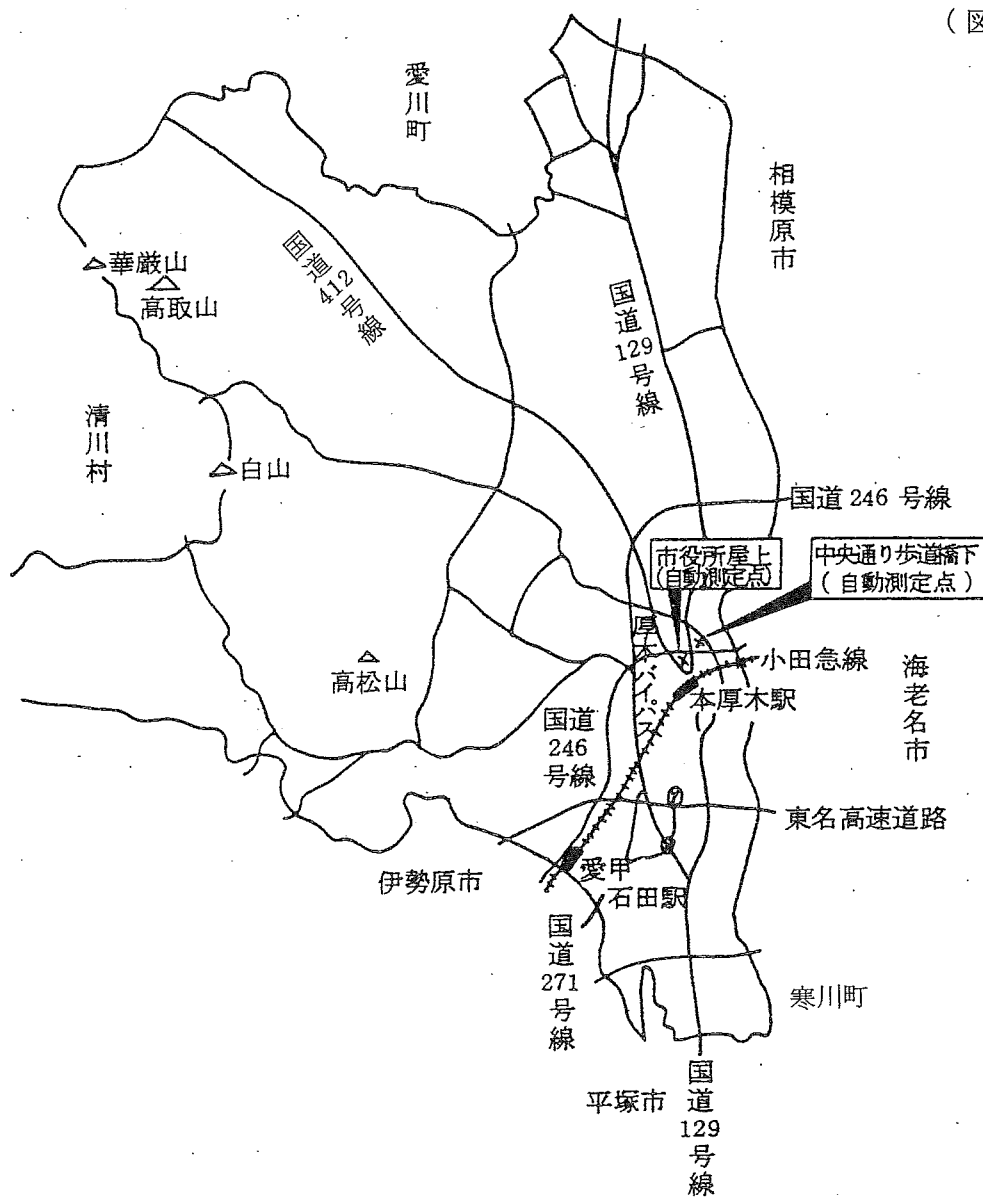 (図
愛川町
相模原市
華厳山
高取山
国道412号線
国道129号線
清川村
白山
国道 246 号線
市役所屋上
(自動測定点)
中央通り歩道橋下
(自動測定点)
厚木バイパス
小田急線
高松山
本厚木駅
海老名市
国道
246
号線
東名高速道路
伊勢原市
愛甲
石田駅
国道271号線
寒川町
平塚市
国道129号線